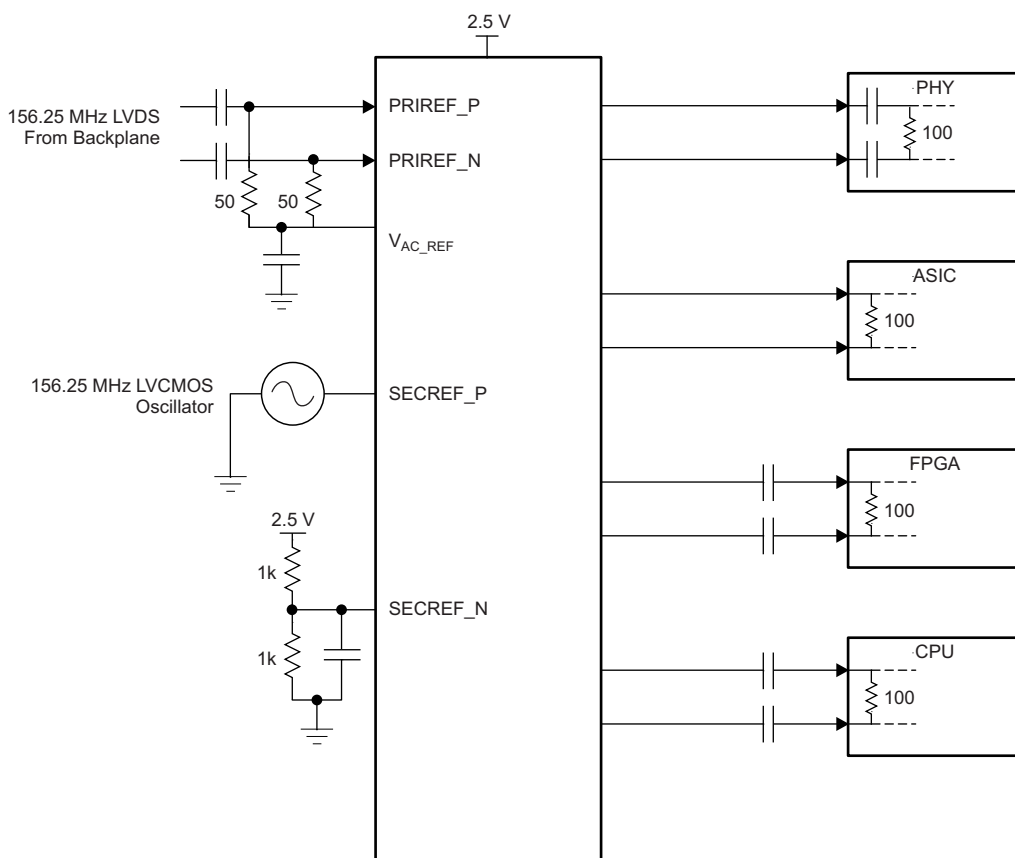 2.5 V
156.25 MHz LVDS
From Backplane
PRIREF_P
PRIREF_N
50
50
VAC_REF
156.25 MHz LVCMOS
Oscillator
SECREF_P
2.5 V
1k
1k
SECREF_N
PHY
100
ASIC
100
FPGA
100
CPU
100